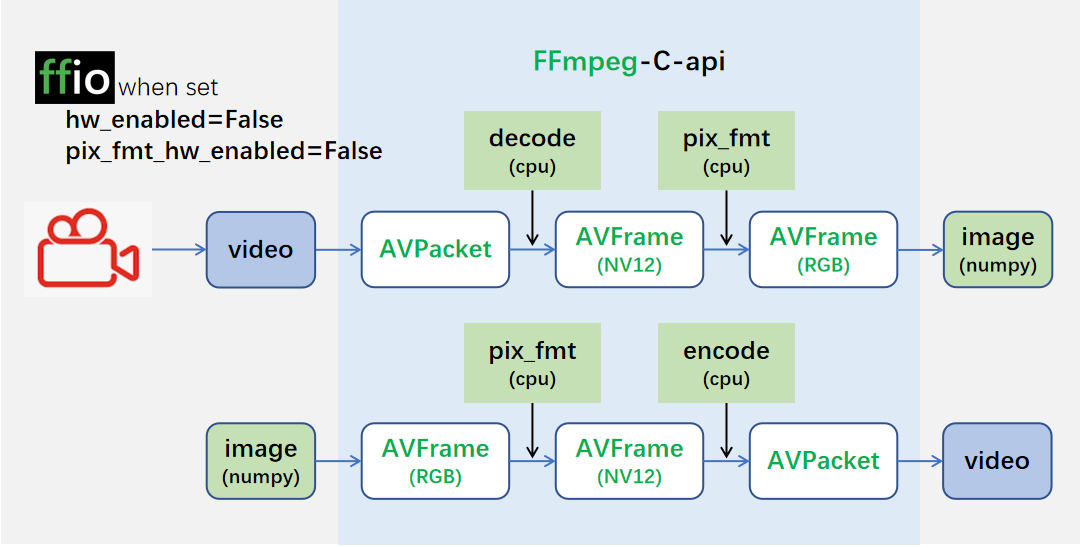 FFmpeg-C-api
ffio when set
hw_enabled=False
pix_fmt_hw_enabled=False
decode
(cpu)
pix_fmt
(cpu)
video
AVPacket
AVFrame
(NV12)
AVFrame
(RGB)
image
(numpy)
pix_fmt
(cpu)
encode
(cpu)
image
(numpy)
AVFrame
(RGB)
AVFrame
(NV12)
AVPacket
video